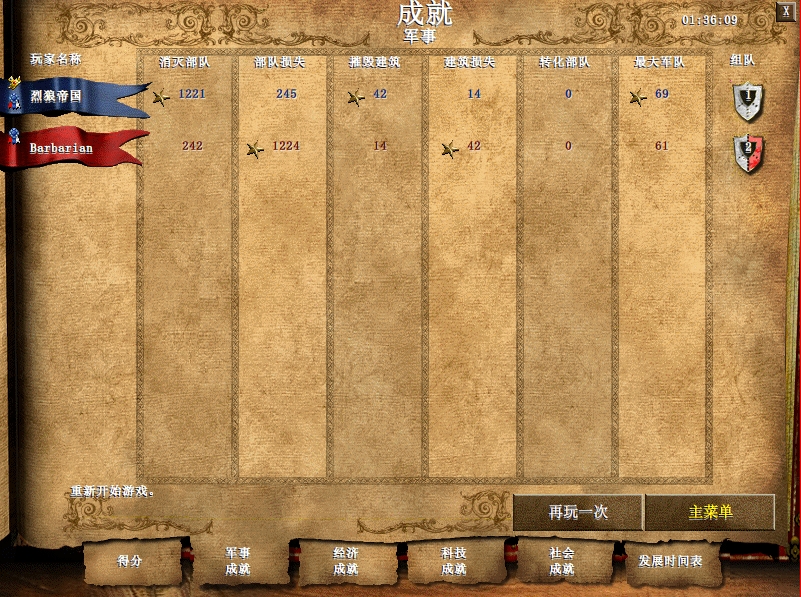 成就
军事
01:36.09
X
玩家名称 消灭部队 部队损失 摧毁建筑 建筑损失 转化部队 最大军队 组队
烈狼帝国 1221 245 42 14 0 69 1
Barbarian 242 1224 14 42 0 61 2
重新开始游戏。
再玩一次 主菜单
得分 军事成就 经济成就 科技成就 社会成就 发展时间表